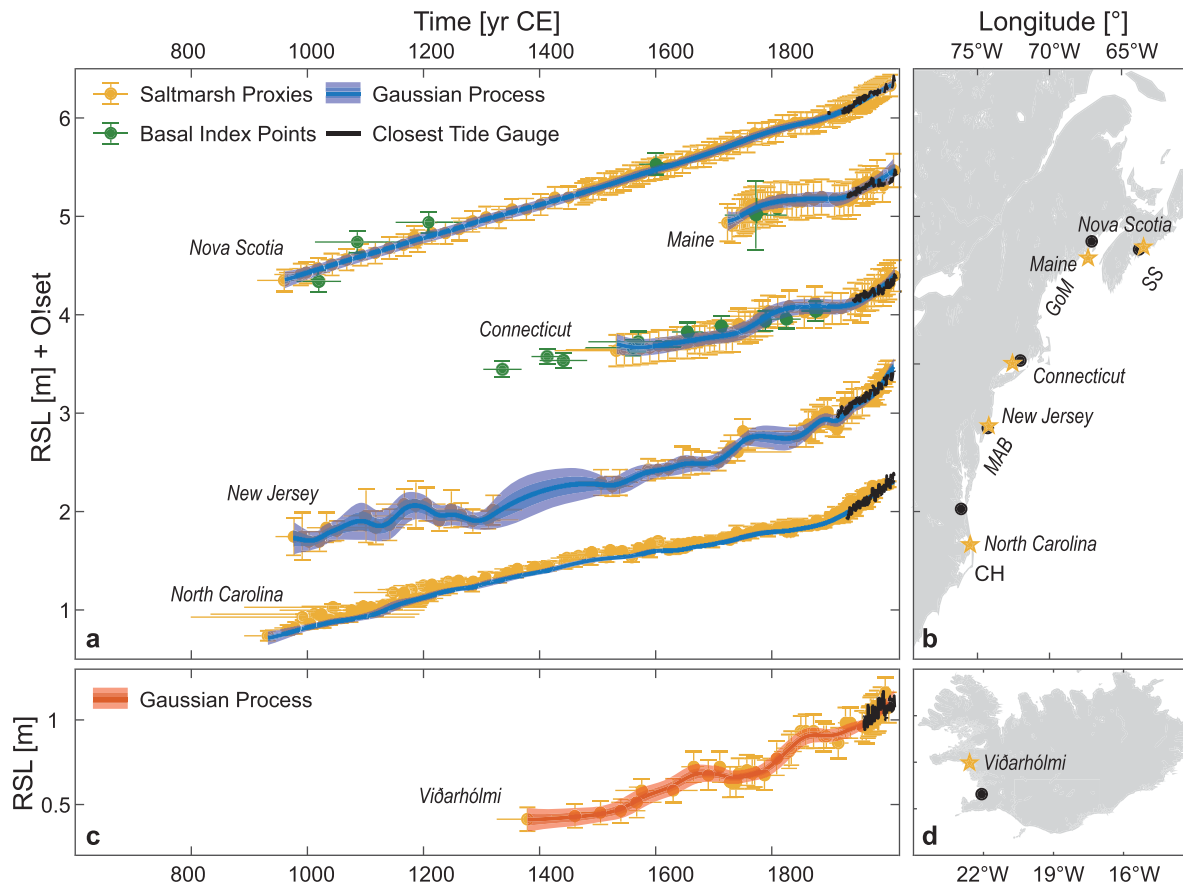 Time [yr CE]
Longitude [°]
800 1000 1200 1400 1600 1800
75°W 70°W 65°W
Saltmarsh Proxies Gaussian Process
Basal Index Points Closest Tide Gauge
RSL [m] + O!set
6
5
4
3
2
1
Nova Scotia
Maine
Connecticut
New Jersey
North Carolina
a
Nova Scotia
Maine
GoM
SS
Connecticut
New Jersey
MAB
North Carolina
CH
b
Gaussian Process
RSL [m]
1
0.5
Viðarhólmi
c
Viðarhólmi
d
800 1000 1200 1400 1600 1800
22°W 19°W 16°W